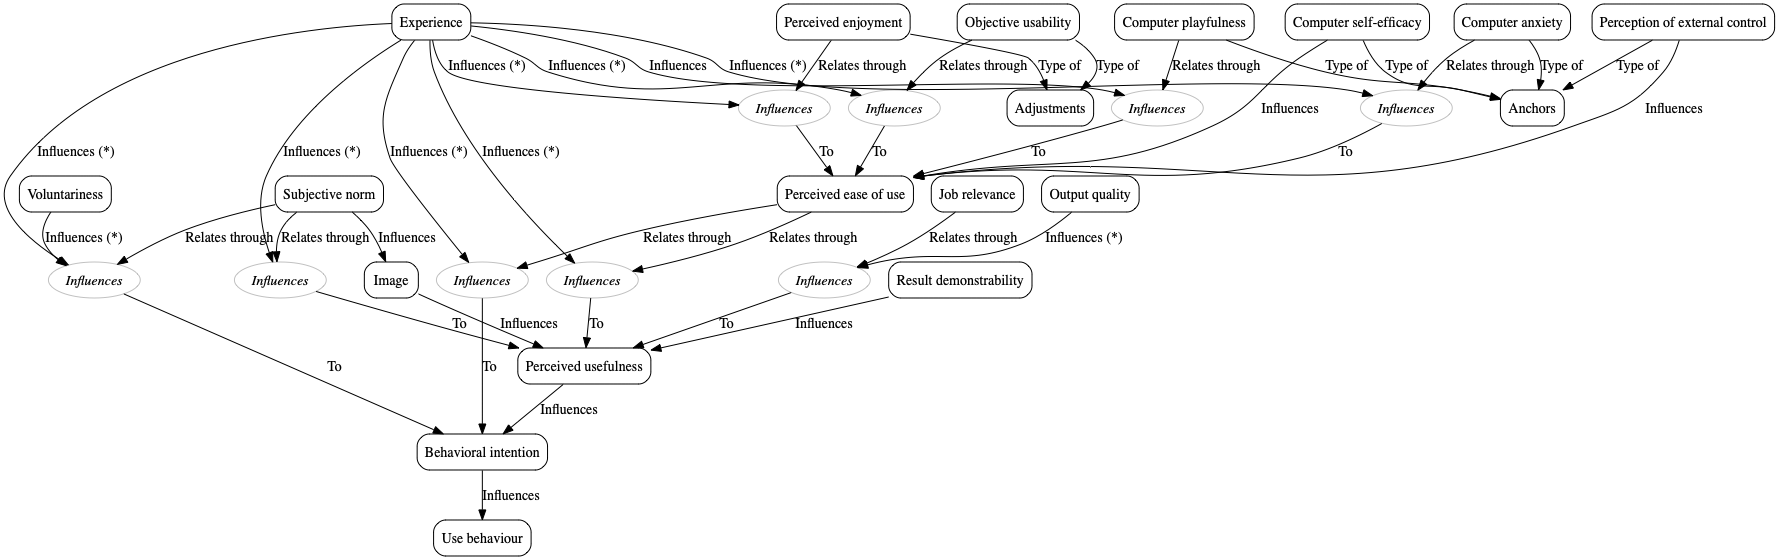 Experience
Perceived enjoyment
Objective usability
Computer playfulness
Computer self-efficacy
Computer anxiety
Perception of external control
Influences (*)
Influences (*)
Influences
Influences (*)
Relates through
Relates through
Type of
Type of
Relates through
Type of
Type of
Relates through
Type of
Type of
Influences
Influences
Adjustments
Influences
Influences
Anchors
Influences
Influences
Influences (*)
Influences (*)
Influences (*)
Influences (*)
To
To
To
To
Voluntariness
Subjective norm
Perceived ease of use
Job relevance
Output quality
Influences (*)
Relates through
Relates through
Influences
Relates through
Relates through
Relates through
Influences (*)
Influences
Influences
Image
Influences
Influences
Influences
Result demonstrability
To
Influences
To
To
Influences
To
To
Perceived usefulness
Influences
Behavioral intention
Influences
Use behaviour